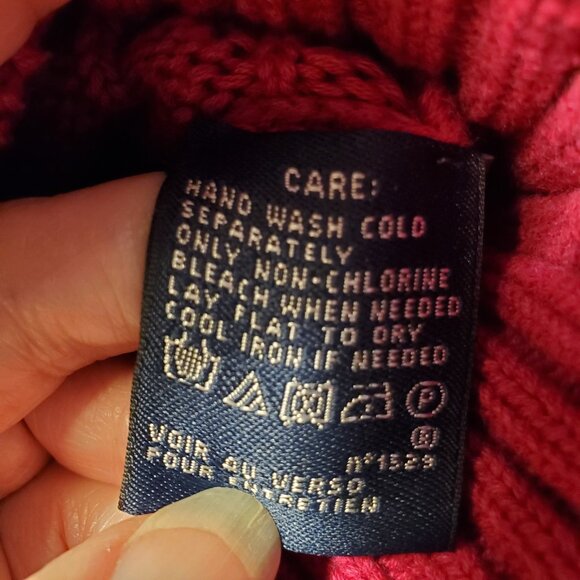 CARE:
HAND WASH COLD
SEPARATELY
ONLY NON-CHLORINE
BLEACH WHEN NEEDED
LAY FLAT TO DRY
COOL IRON IF NEEDED
P
R
VOIR AU VERSO n°1529
POUR ENTRETIEN